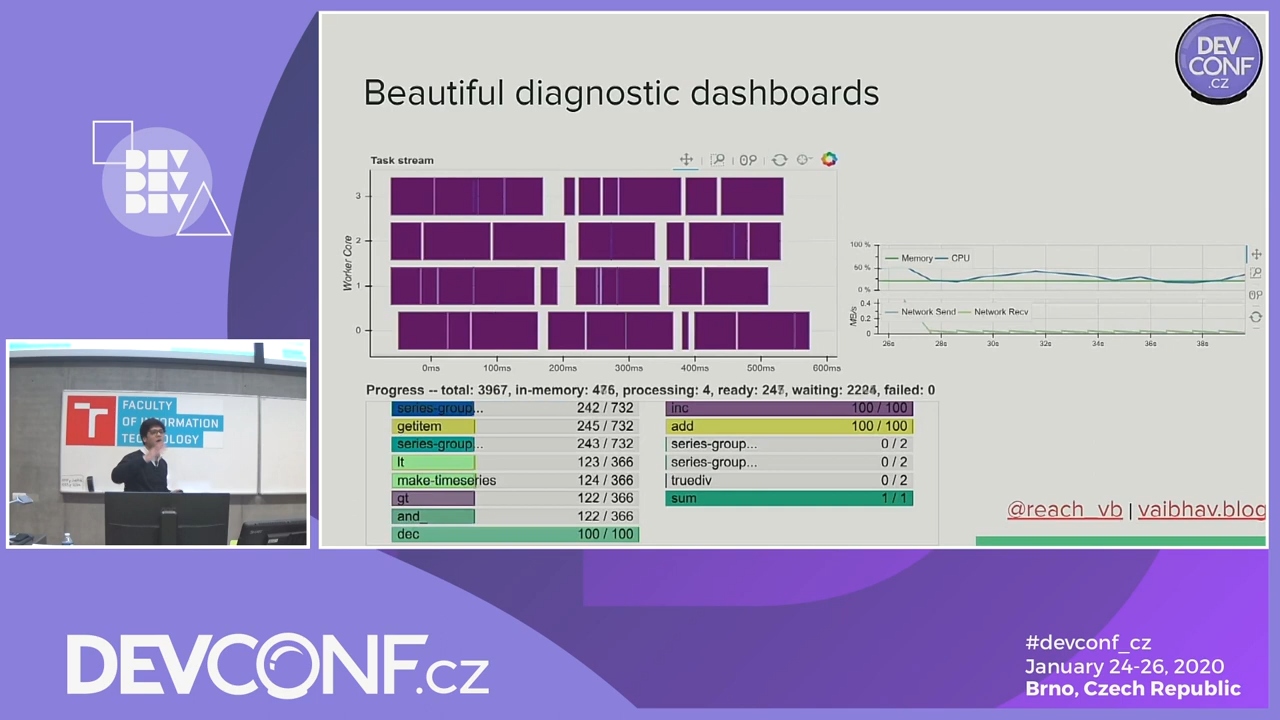 DEV
CONF
.CZ
Beautiful diagnostic dashboards
DEV
DEV
DEV
Task stream
Worker Core
3
2
1
0
0ms
100ms
200ms
300ms
400ms
500ms
600ms
100 %
50 %
0 %
Memory
CPU
MB/s
0.4
0.2
0
Network Send
Network Recv
26s
28s
30s
32s
34s
36s
38s
Progress -- total: 3967, in-memory: 476, processing: 4, ready: 247, waiting: 2224, failed: 0
series-group... 242 / 732
getitem 245 / 732
series-group... 243 / 732
lt 123 / 366
make-timeseries 124 / 366
gt 122 / 366
and_ 122 / 366
dec 100 / 100
inc 100 / 100
add 100 / 100
series-group... 0 / 2
series-group... 0 / 2
truediv 0 / 2
sum 1 / 1
@reach_vb | vaibhav.blog
T
FACULTY
OF INFORMATION
TECHNOLOGY
DEVCONF.cz
#devconf_cz
January 24-26, 2020
Brno, Czech Republic